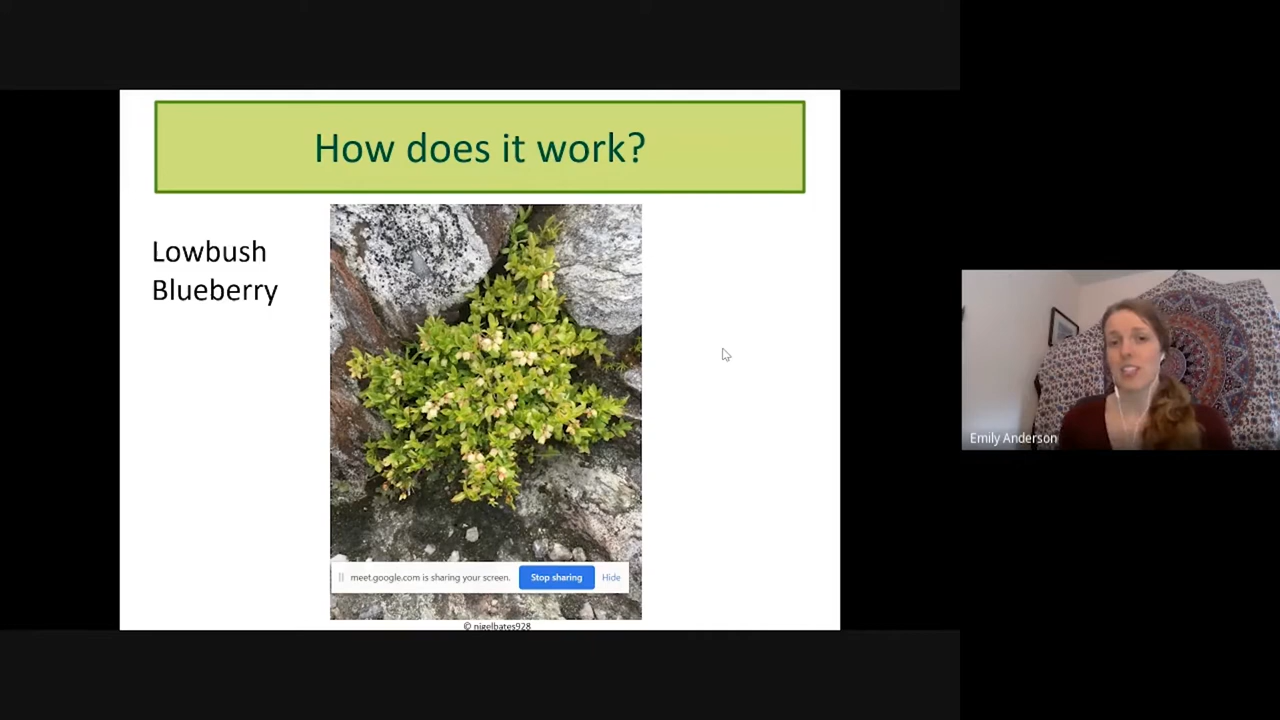 How does it work?
Lowbush
Blueberry
meet.google.com is sharing your screen.
Stop sharing
Hide
© nigelbates928
Emily Anderson